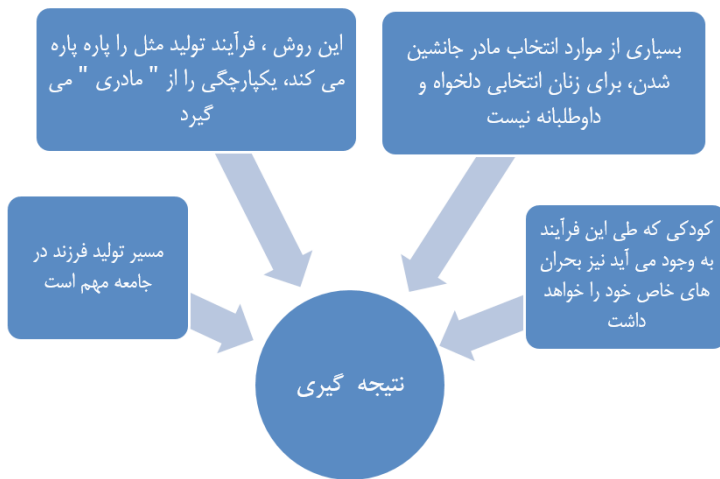 بسیاری از موارد انتخاب مادر جانشین
شدن، برای زنان انتخابی دلخواه و
داوطلبانه نیست
این روش ، فرآیند تولید مثل را پاره پاره
می کند، یکپارچگی را از " مادری " می
گیرد
کودکی که طی این فرآیند
به وجود می آید نیز بحران
های خاص خود را خواهد
داشت
مسیر تولید فرزند در
جامعه مهم است
نتیجه گیری